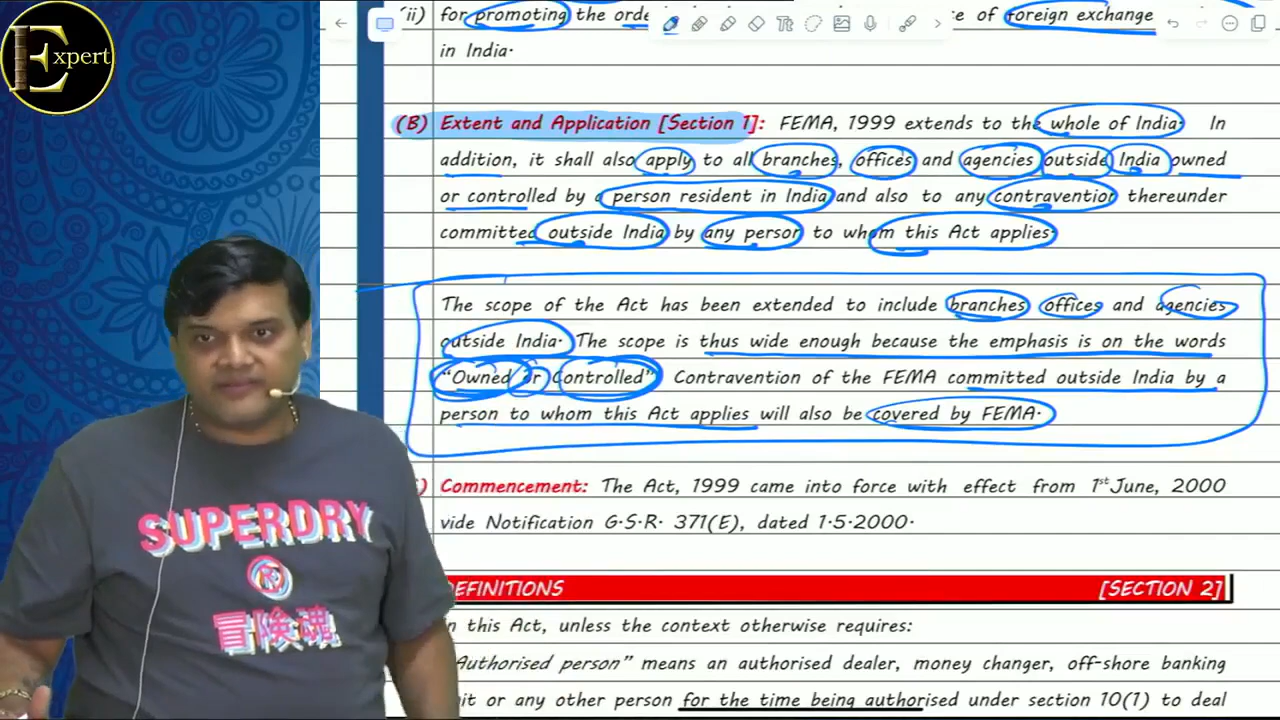 Expert
(ii) for promoting the orde of foreign exchange
in India.
(B) Extent and Application [Section 1]: FEMA, 1999 extends to the whole of India. In
addition, it shall also apply to all branches, offices and agencies outside India owned
or controlled by a person resident in India and also to any contravention thereunder
committed outside India by any person to whom this Act applies.
The scope of the Act has been extended to include branches offices and agencies
outside India. The scope is thus wide enough because the emphasis is on the words
“Owned or Controlled” Contravention of the FEMA committed outside India by a
person to whom this Act applies will also be covered by FEMA.
Commencement: The Act, 1999 came into force with effect from 1st June, 2000
vide Notification G.S.R. 371(E), dated 1.5.2000.
EFINITIONS [SECTION 2]
n this Act, unless the context otherwise requires:
“Authorised person” means an authorised dealer, money changer, off-shore banking
nit or any other person for the time being authorised under section 10(1) to deal
SUPERDRY
冒険魂